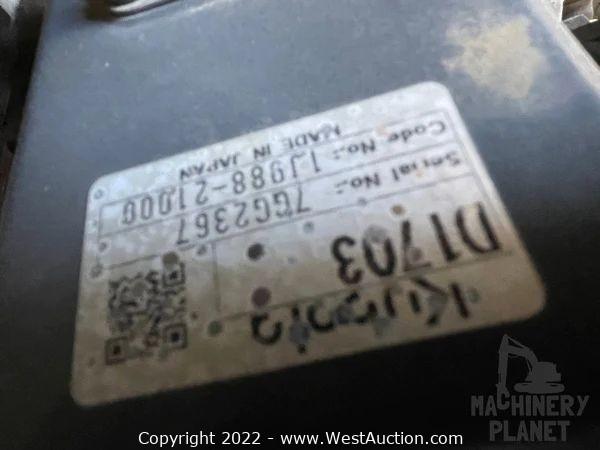 Kubota
D1703
Serial No.: 7GG2367
Code No.: 1J988-21000
MADE IN JAPAN
MACHINERY
PLANET
Copyright 2022 - www.WestAuction.com